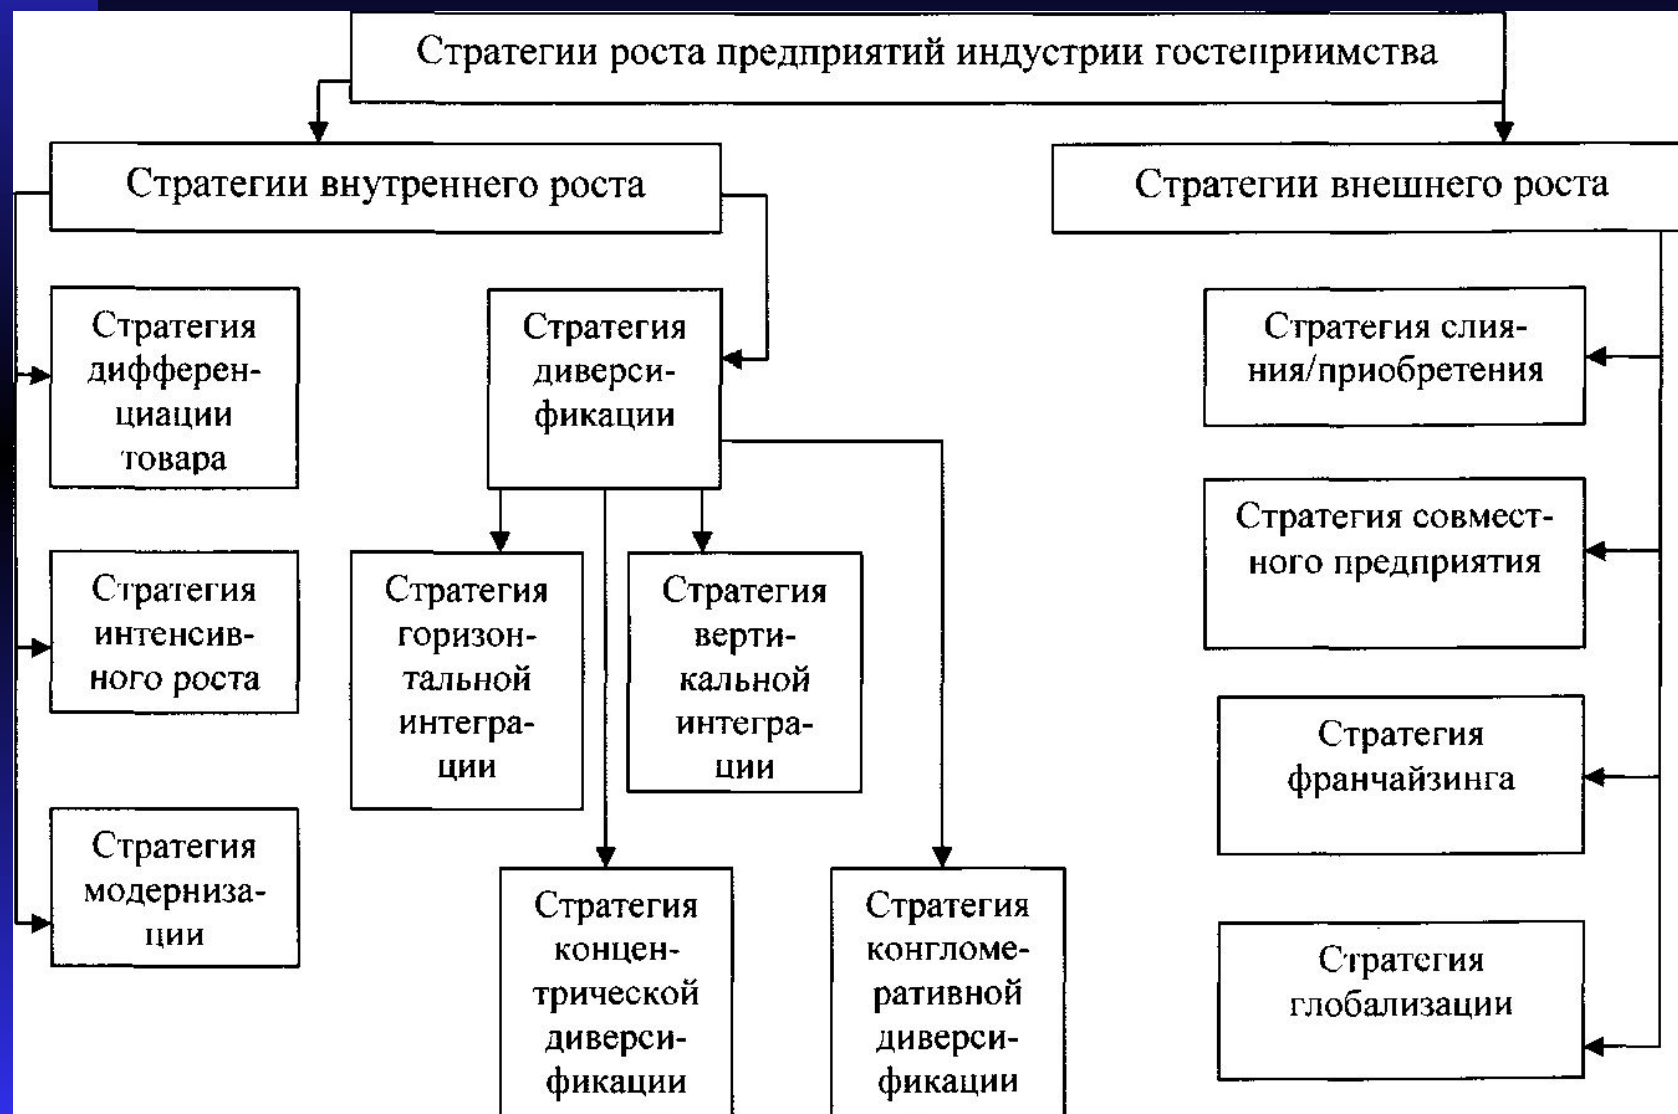 Стратегии роста предприятий индустрии гостеприимства
Стратегии внутреннего роста
Стратегии внешнего роста
Стратегия
дифферен-
циации
товара
Стратегия
диверси-
фикации
Стратегия слия-
ния/приобретения
Стратегия совмест-
ного предприятия
Стратегия
интенсив-
ного роста
Стратегия
горизон-
тальной
интегра-
ции
Стратегия
верти-
кальной
интегра-
ции
Стратегия
франчайзинга
Стратегия
модерниза-
ции
Стратегия
концен-
трической
диверси-
фикации
Стратегия
конгломе-
ративной
диверси-
фикации
Стратегия
глобализации